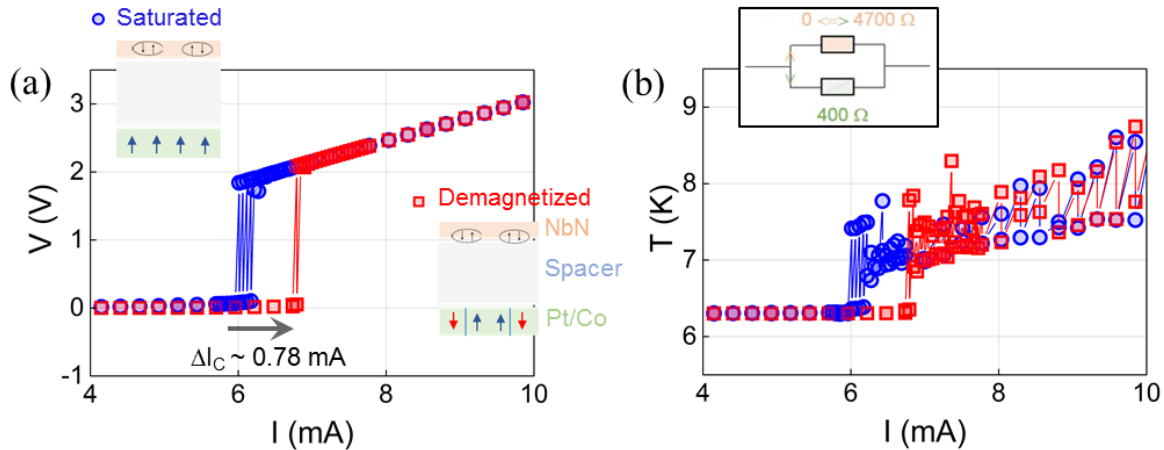 Saturated
(a)
V (V)
3
2
1
0
-1
Demagnetized
NbN
Spacer
Pt/Co
ΔI_C ~ 0.78 mA
4
6
8
10
I (mA)
0 <=> 4700 Ω
400 Ω
(b)
T (K)
9
8
7
6
4
6
8
10
I (mA)